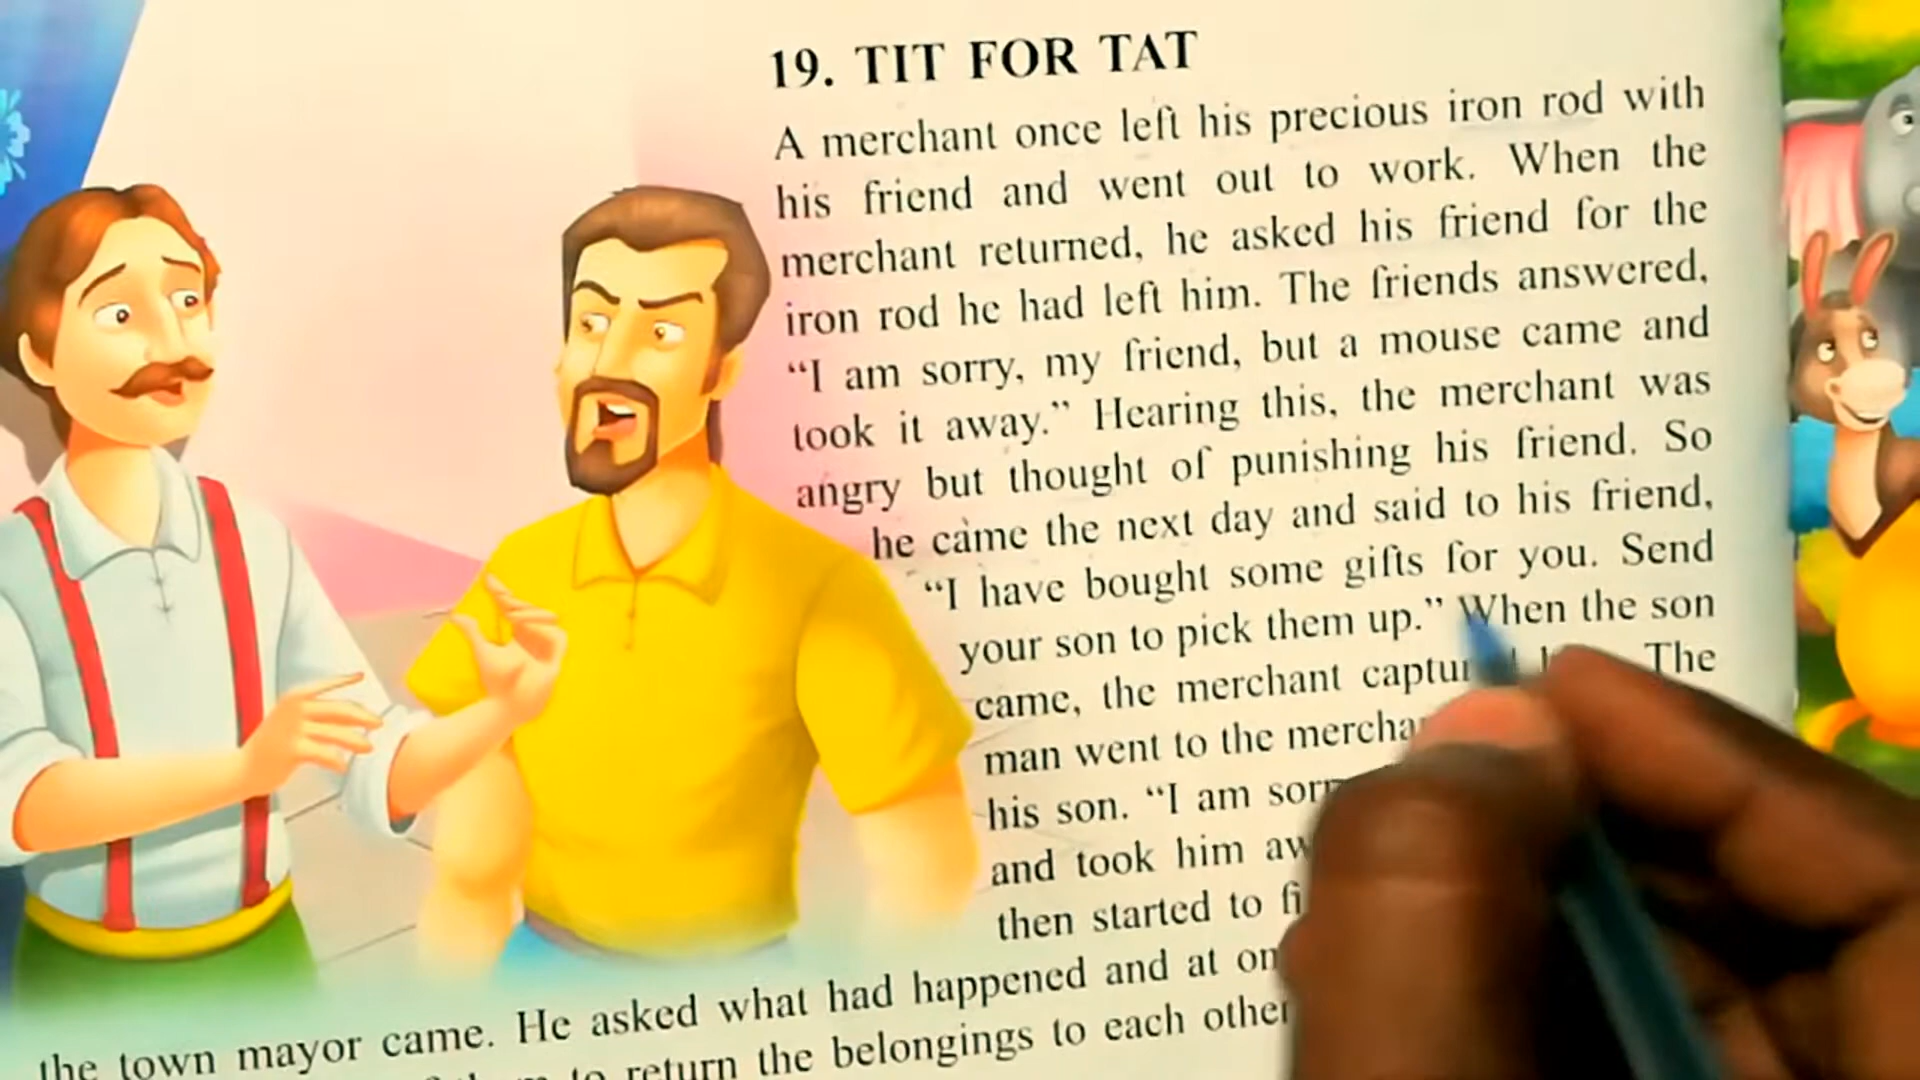 19. TIT FOR TAT
A merchant once left his precious iron rod with
his friend and went out to work. When the
merchant returned, he asked his friend for the
iron rod he had left him. The friends answered,
“I am sorry, my friend, but a mouse came and
took it away.” Hearing this, the merchant was
angry but thought of punishing his friend. So
he came the next day and said to his friend,
“I have bought some gifts for you. Send
your son to pick them up.” When the son
came, the merchant The
man went to the
his son. “I am
and took him
then started to
the town mayor came. He asked what had happened and at
to return the belongings to each other